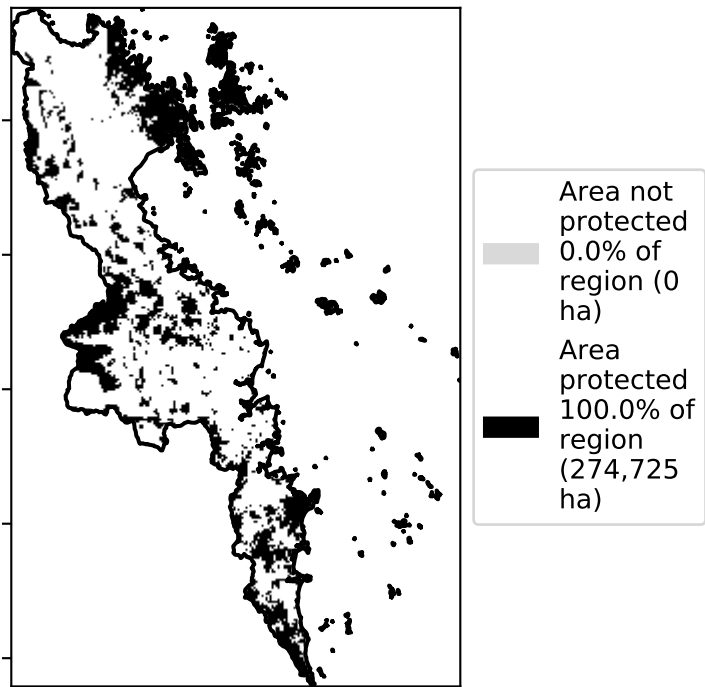 Area not
protected
0.0% of
region (0
ha)
Area
protected
100.0% of
region
(274,725
ha)